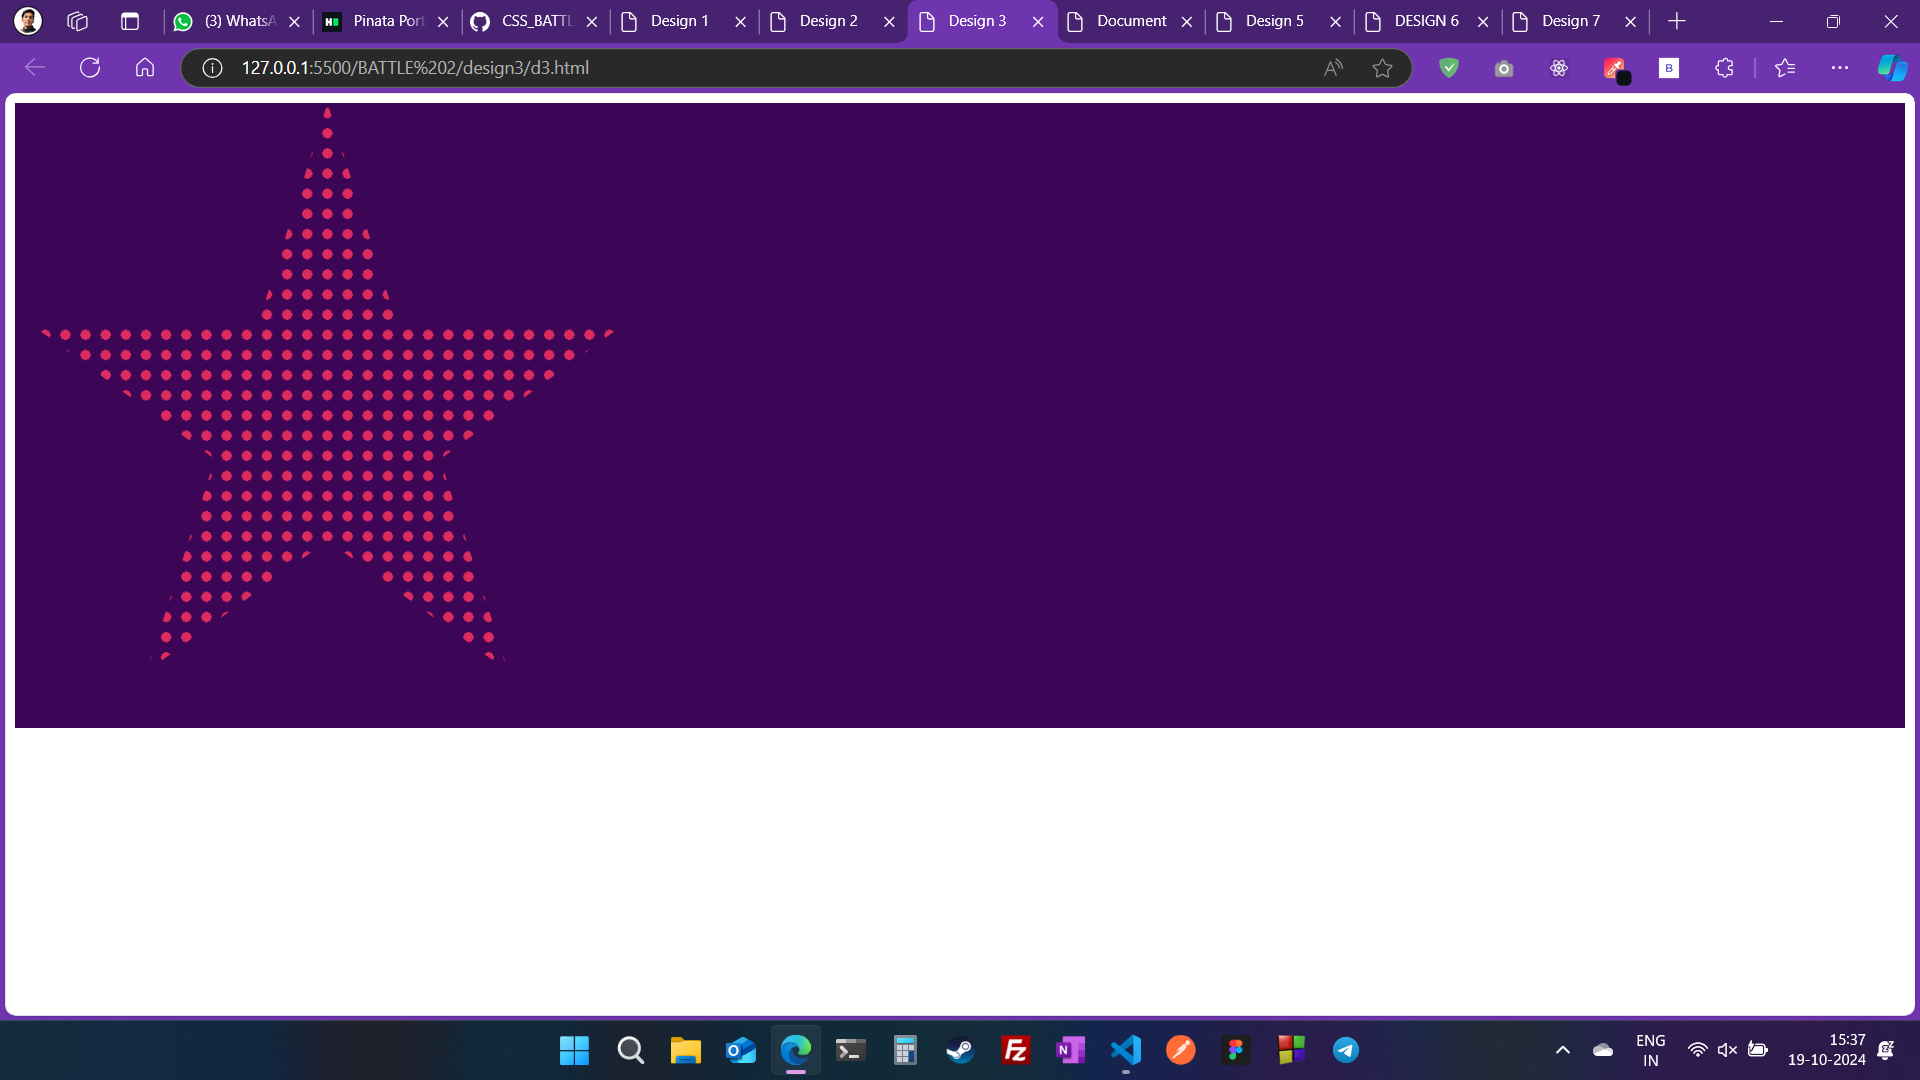 (3) WhatsA
Pinata Port
CSS_BATTL
Design 1
Design 2
Design 3
Document
Design 5
DESIGN 6
Design 7
127.0.0.1:5500/BATTLE%202/design3/d3.html
ENG
IN
15:37
19-10-2024